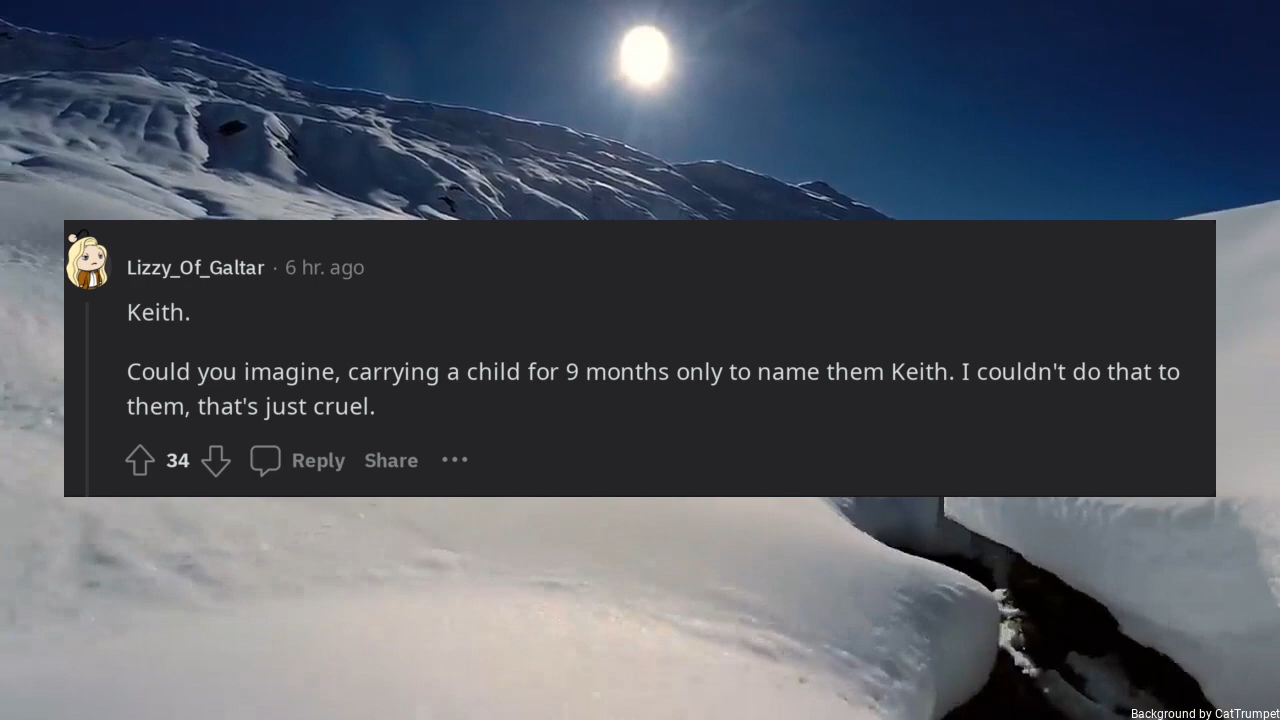 Lizzy_Of_Galtar · 6 hr. ago
Keith.
Could you imagine, carrying a child for 9 months only to name them Keith. I couldn't do that to
them, that's just cruel.
34 Reply Share ...
Background by CatTrumpet